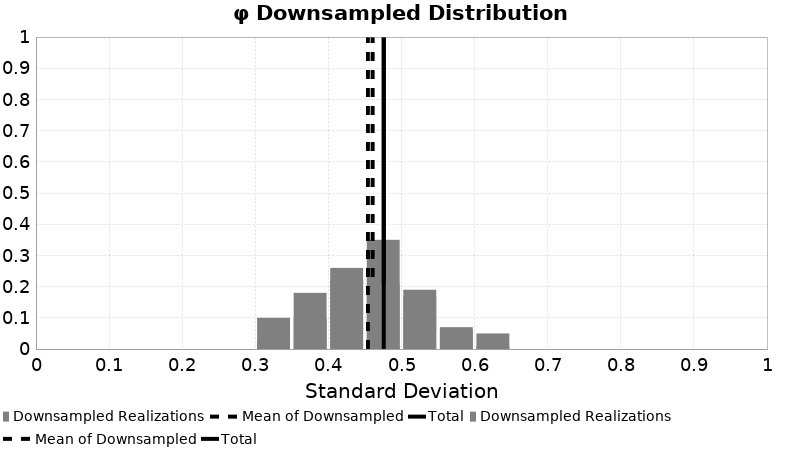 φ Downsampled Distribution
1
0.9
0.8
0.7
0.6
0.5
0.4
0.3
0.2
0.1
0
0 0.1 0.2 0.3 0.4 0.5 0.6 0.7 0.8 0.9 1
Standard Deviation
Downsampled Realizations Mean of Downsampled Total Downsampled Realizations
Mean of Downsampled Total